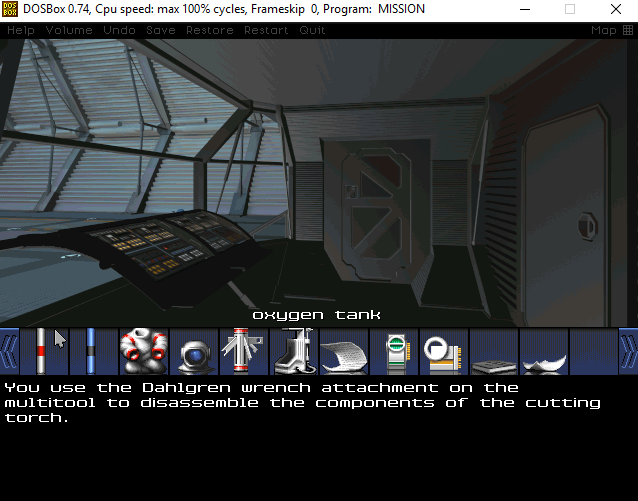 DOS
BOX
DOSBox 0.74, Cpu speed: max 100% cycles, Frameskip 0, Program: MISSION
Help Volume Undo Save Restore Restart Quit Map
oxygen tank
You use the Dahlgren wrench attachment on the
multitool to disassemble the components of the cutting
torch.